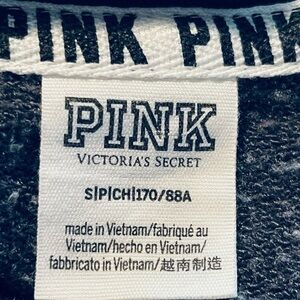 PINK PINK
PINK
VICTORIA'S SECRET
S|P|CH|170/88A
made in Vietnam/fabriqué au
Vietnam/hecho en Vietnam/
fabbricato in Vietnam/越南制造